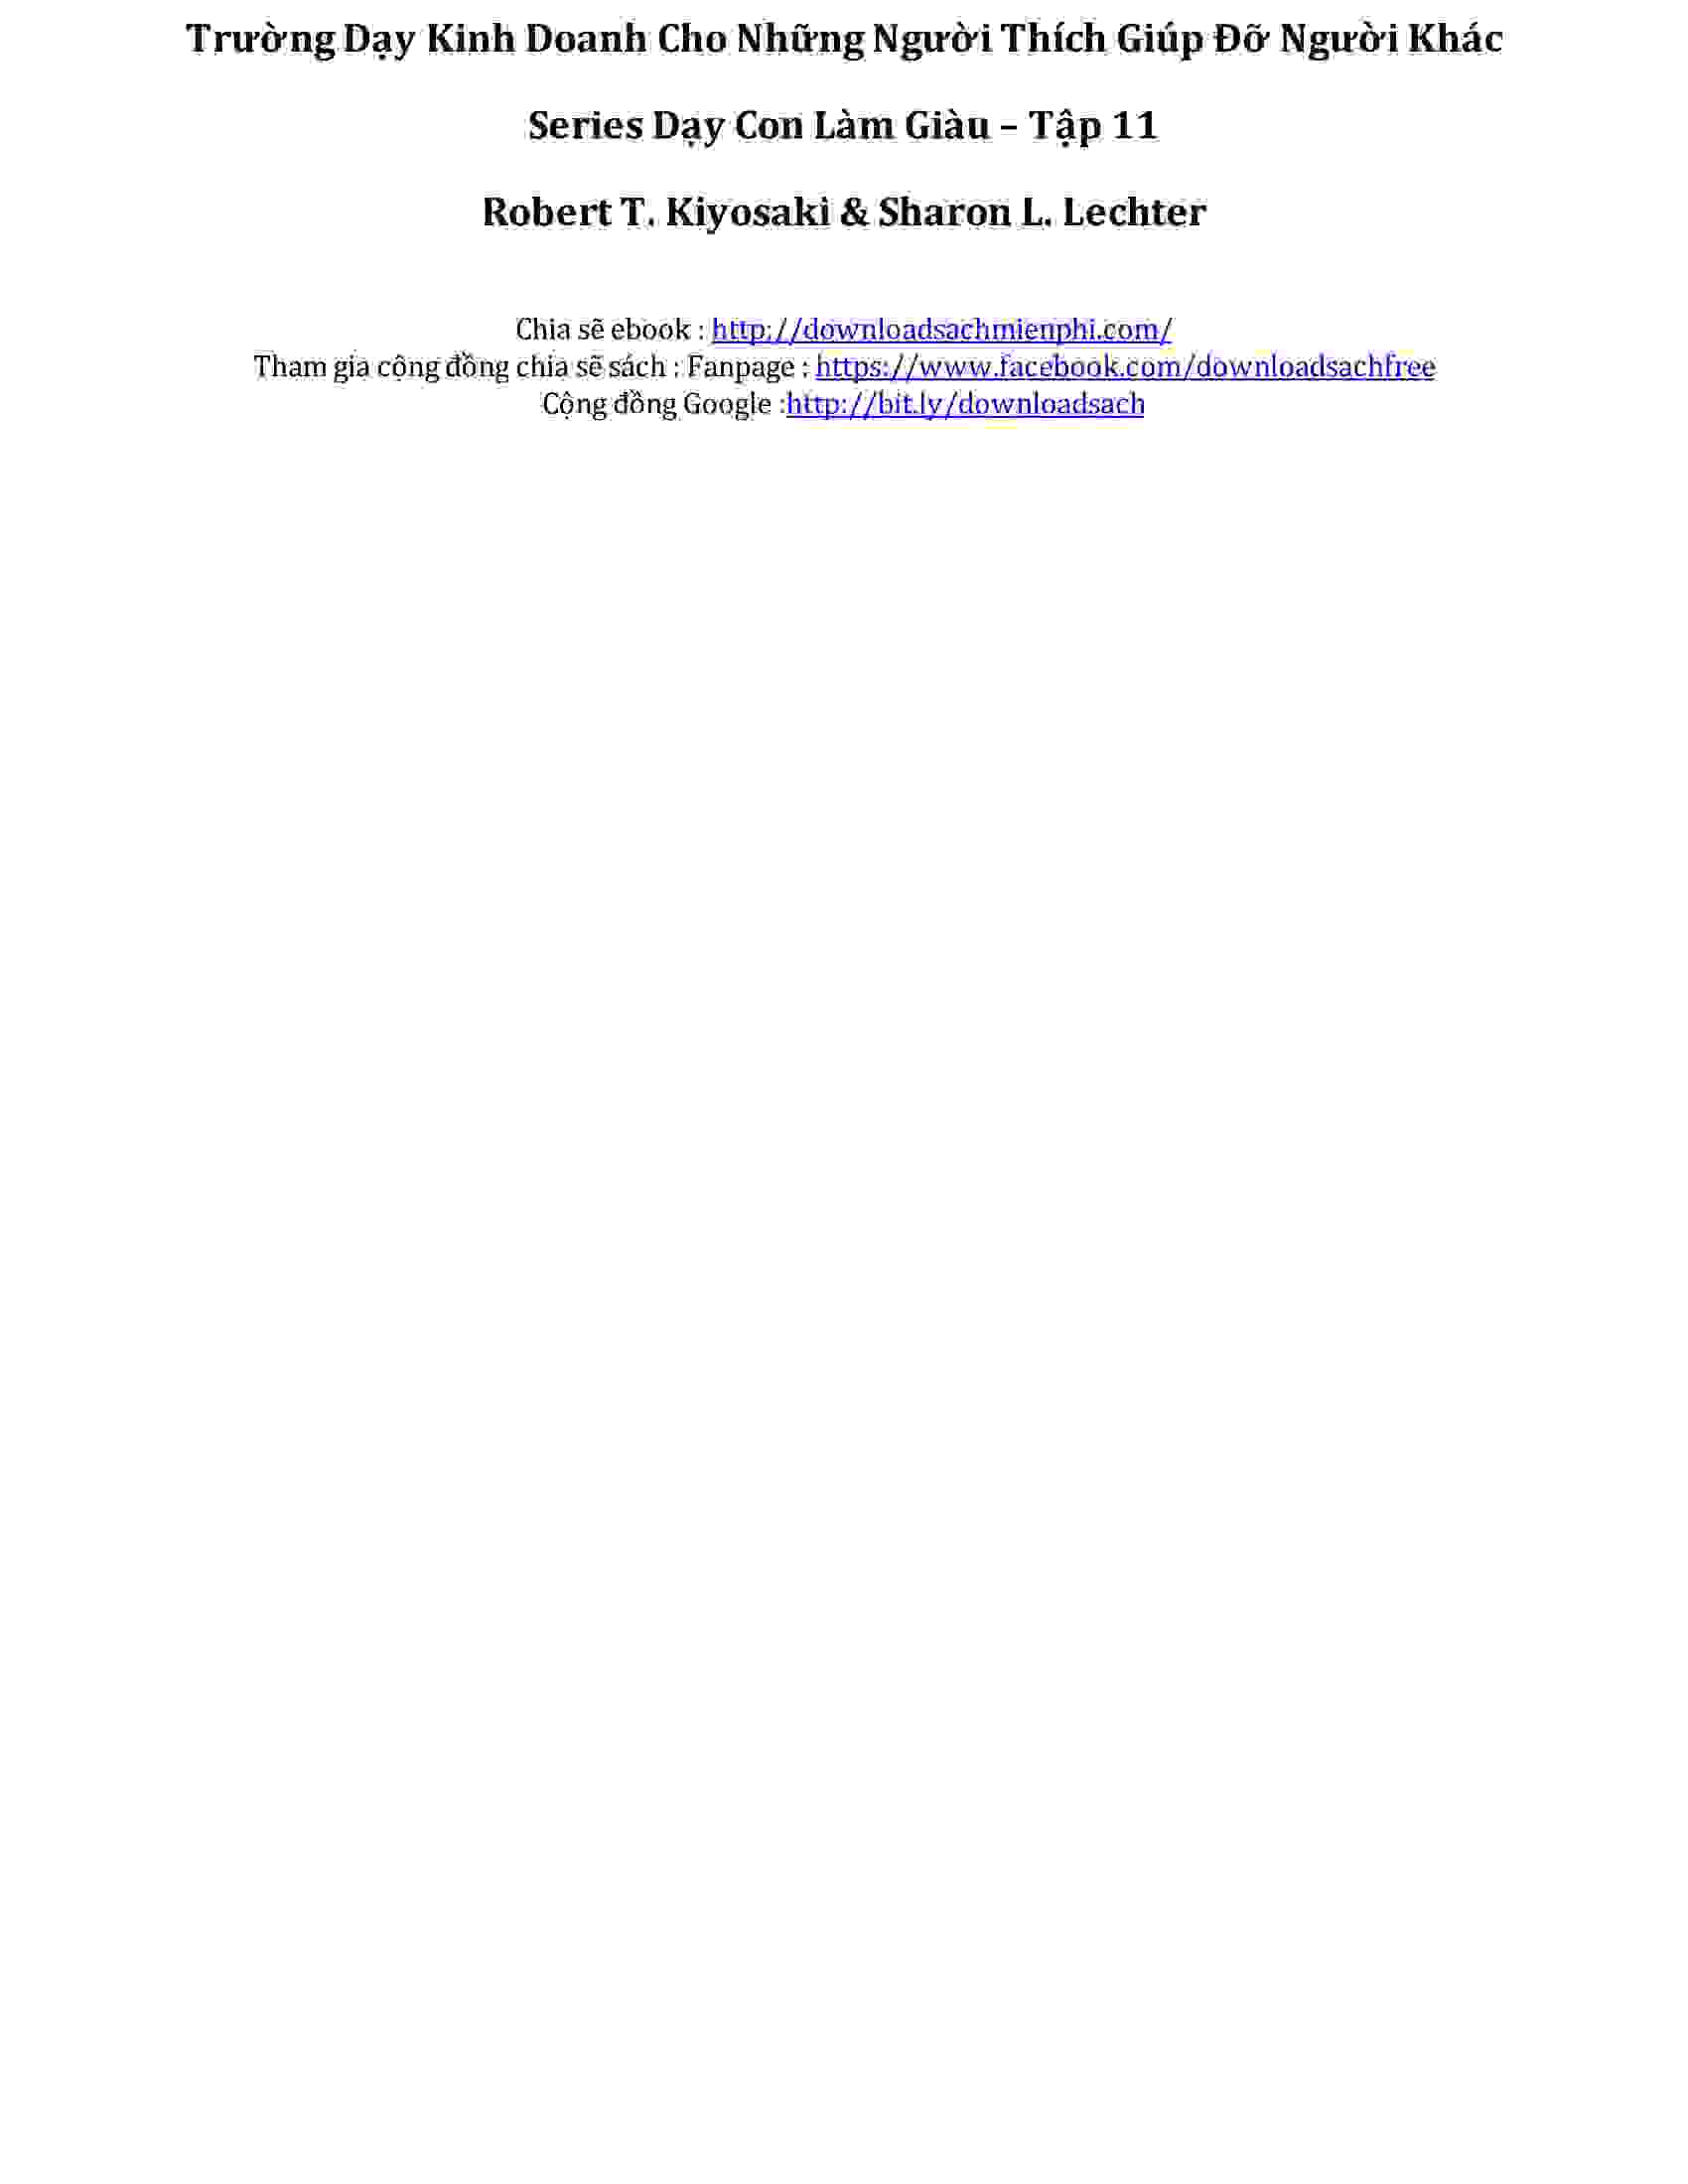 Trường Dạy Kinh Doanh Cho Những Người Thích Giúp Đỡ Người Khác
Series Dạy Con Làm Giàu – Tập 11
Robert T. Kiyosaki & Sharon L. Lechter
Chia sẽ ebook : http://downloadsachmienphi.com/
Tham gia cộng đồng chia sẽ sách : Fanpage : https://www.facebook.com/downloadsachfree
Cộng đồng Google :http://bit.ly/downloadsach